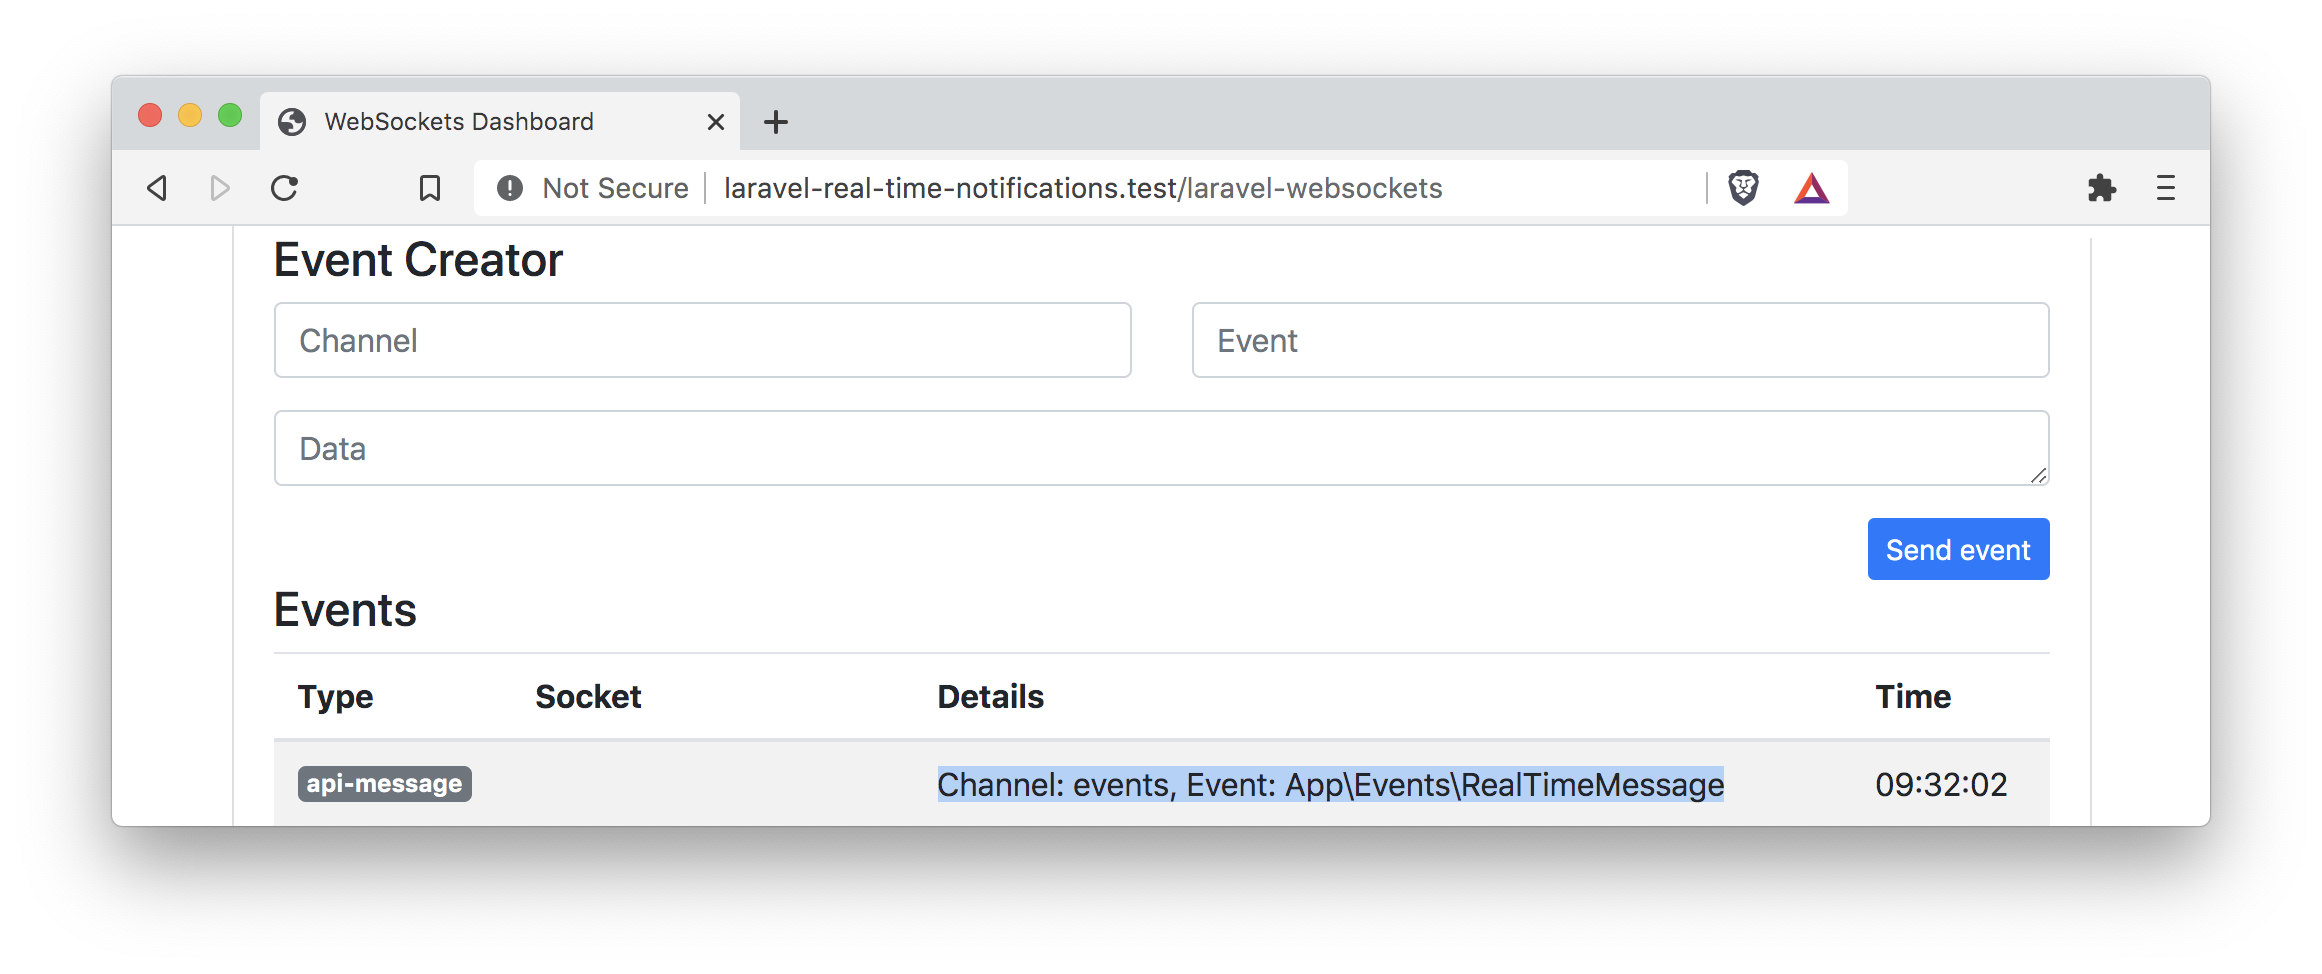 WebSockets Dashboard
Not Secure laravel-real-time-notifications.test/laravel-websockets
Event Creator
Channel Event
Data
Send event
Events
Type Socket Details Time
api-message Channel: events, Event: App\Events\RealTimeMessage 09:32:02